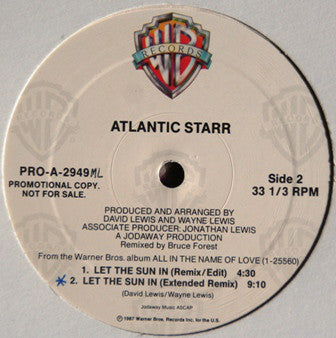 RECORDS
ATLANTIC STARR
PRO-A-2949 ML
PROMOTIONAL COPY.
NOT FOR SALE.
Side 2
33 1/3 RPM
PRODUCED AND ARRANGED BY
DAVID LEWIS AND WAYNE LEWIS
ASSOCIATE PRODUCER: JONATHAN LEWIS
A JODAWAY PRODUCTION
Remixed by Bruce Forest
From the Warner Bros. album ALL IN THE NAME OF LOVE (1-25560)
1. LET THE SUN IN (Remix/Edit) 4:30
* 2. LET THE SUN IN (Extended Remix) 9:10
(David Lewis/Wayne Lewis)
Jodaway Music ASCAP
© 1987 Warner Bros. Records Inc. for the U.S.